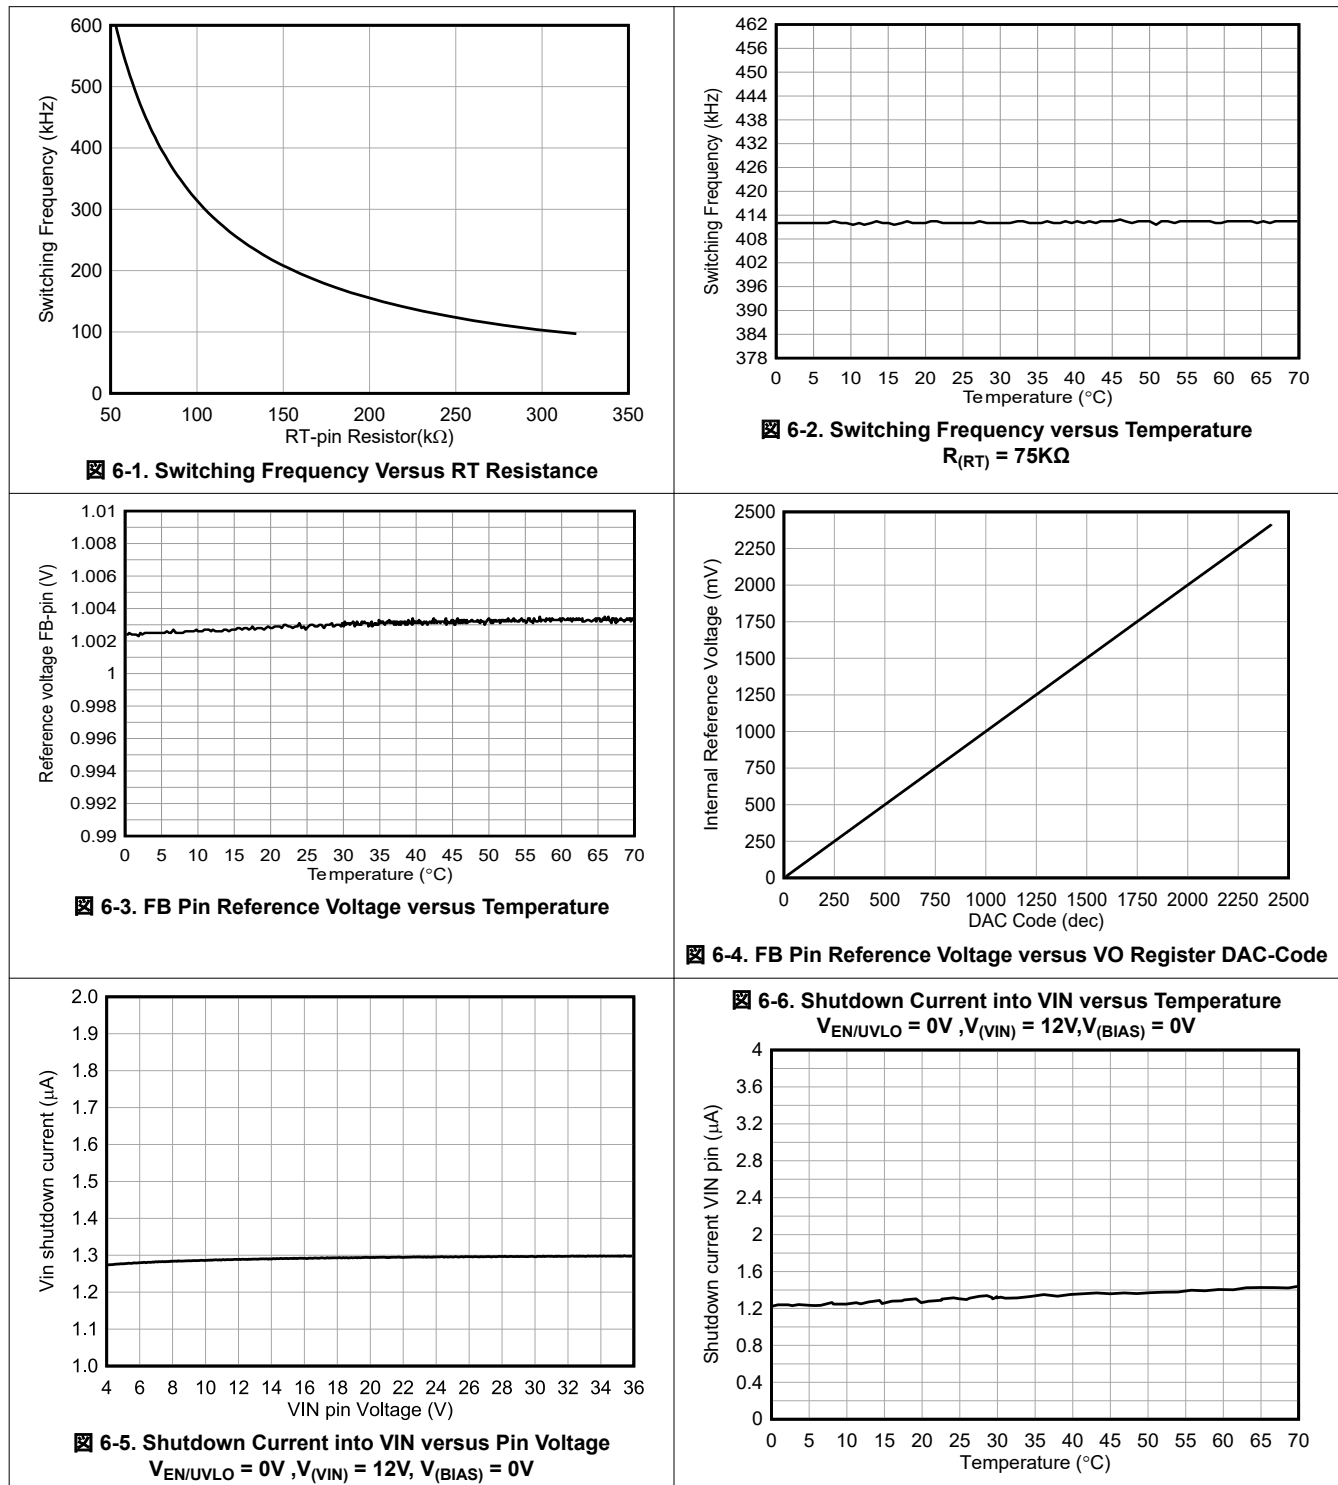 600
500
400
300
200
100
0
50 100 150 200 250 300 350
Switching Frequency (kHz)
RT-pin Resistor(kΩ)
図 6-1. Switching Frequency Versus RT Resistance
462
456
450
444
438
432
426
420
414
408
402
396
390
384
378
0 5 10 15 20 25 30 35 40 45 50 55 60 65 70
Switching Frequency (kHz)
Temperature (°C)
図 6-2. Switching Frequency versus Temperature
R(RT) = 75KΩ
1.01
1.008
1.006
1.004
1.002
1
0.998
0.996
0.994
0.992
0.99
0 5 10 15 20 25 30 35 40 45 50 55 60 65 70
Reference voltage FB-pin (V)
Temperature (°C)
図 6-3. FB Pin Reference Voltage versus Temperature
2500
2250
2000
1750
1500
1250
1000
750
500
250
0
0 250 500 750 1000 1250 1500 1750 2000 2250 2500
Internal Reference Voltage (mV)
DAC Code (dec)
図 6-4. FB Pin Reference Voltage versus VO Register DAC-Code
2.0
1.9
1.8
1.7
1.6
1.5
1.4
1.3
1.2
1.1
1.0
4 6 8 10 12 14 16 18 20 22 24 26 28 30 32 34 36
Vin shutdown current (μA)
VIN pin Voltage (V)
図 6-5. Shutdown Current into VIN versus Pin Voltage
VEN/UVLO = 0V ,V(VIN) = 12V, V(BIAS) = 0V
図 6-6. Shutdown Current into VIN versus Temperature
VEN/UVLO = 0V ,V(VIN) = 12V,V(BIAS) = 0V
4
3.6
3.2
2.8
2.4
2
1.6
1.2
0.8
0.4
0
0 5 10 15 20 25 30 35 40 45 50 55 60 65 70
Shutdown current VIN pin (μA)
Temperature (°C)